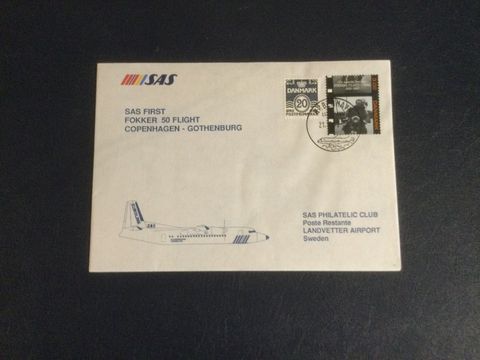 SAS
SAS FIRST
FOKKER 50 FLIGHT
COPENHAGEN - GOTHENBURG
DANMARK
20
SAS PHILATELIC CLUB
Poste Restante
LANDVETTER AIRPORT
Sweden